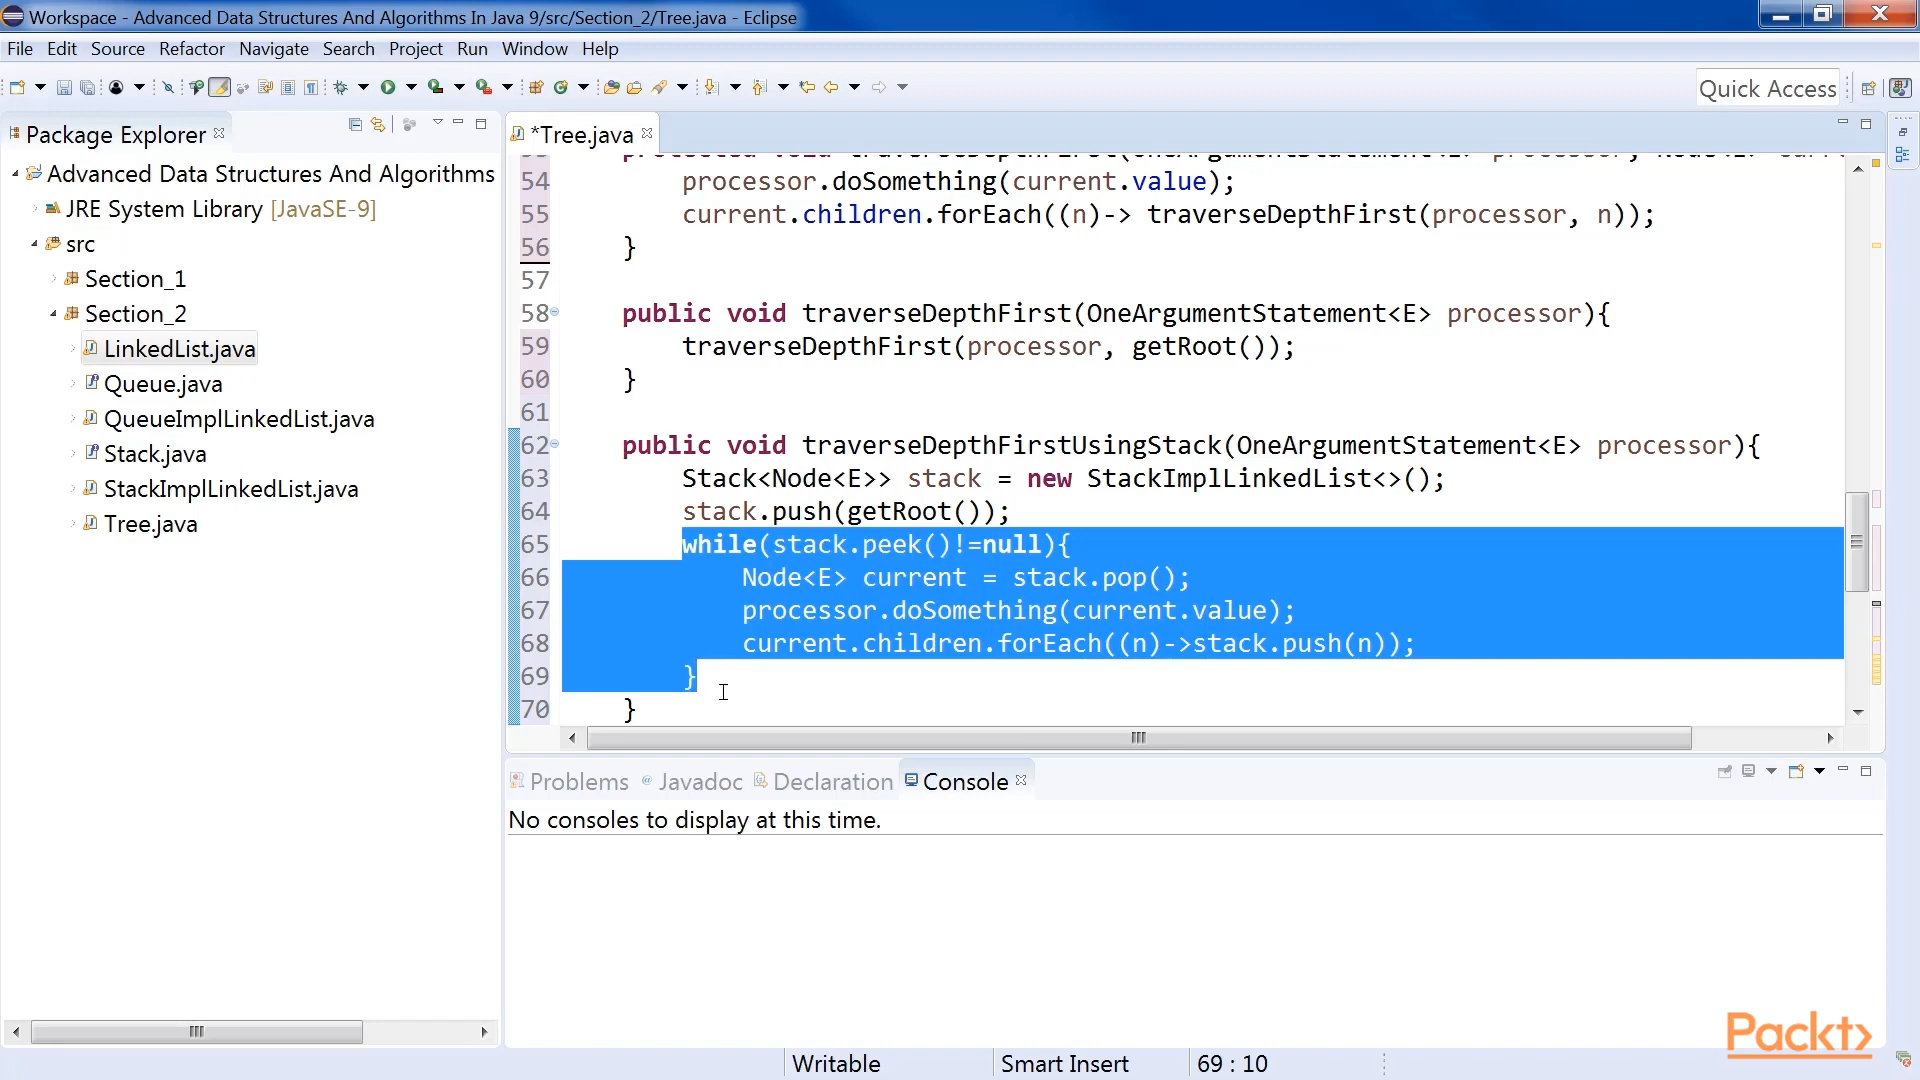 Workspace - Advanced Data Structures And Algorithms In Java 9/src/Section_2/Tree.java - Eclipse
File Edit Source Refactor Navigate Search Project Run Window Help
Quick Access
Package Explorer
*Tree.java
Advanced Data Structures And Algorithms
JRE System Library [JavaSE-9]
src
Section_1
Section_2
LinkedList.java
Queue.java
QueueImplLinkedList.java
Stack.java
StackImplLinkedList.java
Tree.java
protected void traverseDepthFirst(OneArgumentStatement<E> processor, Node<E>
54 processor.doSomething(current.value);
55 current.children.forEach((n)-> traverseDepthFirst(processor, n));
56 }
57
58 public void traverseDepthFirst(OneArgumentStatement<E> processor){
59 traverseDepthFirst(processor, getRoot());
60 }
61
62 public void traverseDepthFirstUsingStack(OneArgumentStatement<E> processor){
63 Stack<Node<E>> stack = new StackImplLinkedList<>();
64 stack.push(getRoot());
65 while(stack.peek()!=null){
66 Node<E> current = stack.pop();
67 processor.doSomething(current.value);
68 current.children.forEach((n)->stack.push(n));
69 }
70 }
Problems @ Javadoc Declaration Console
No consoles to display at this time.
Packt>
Writable Smart Insert 69 : 10